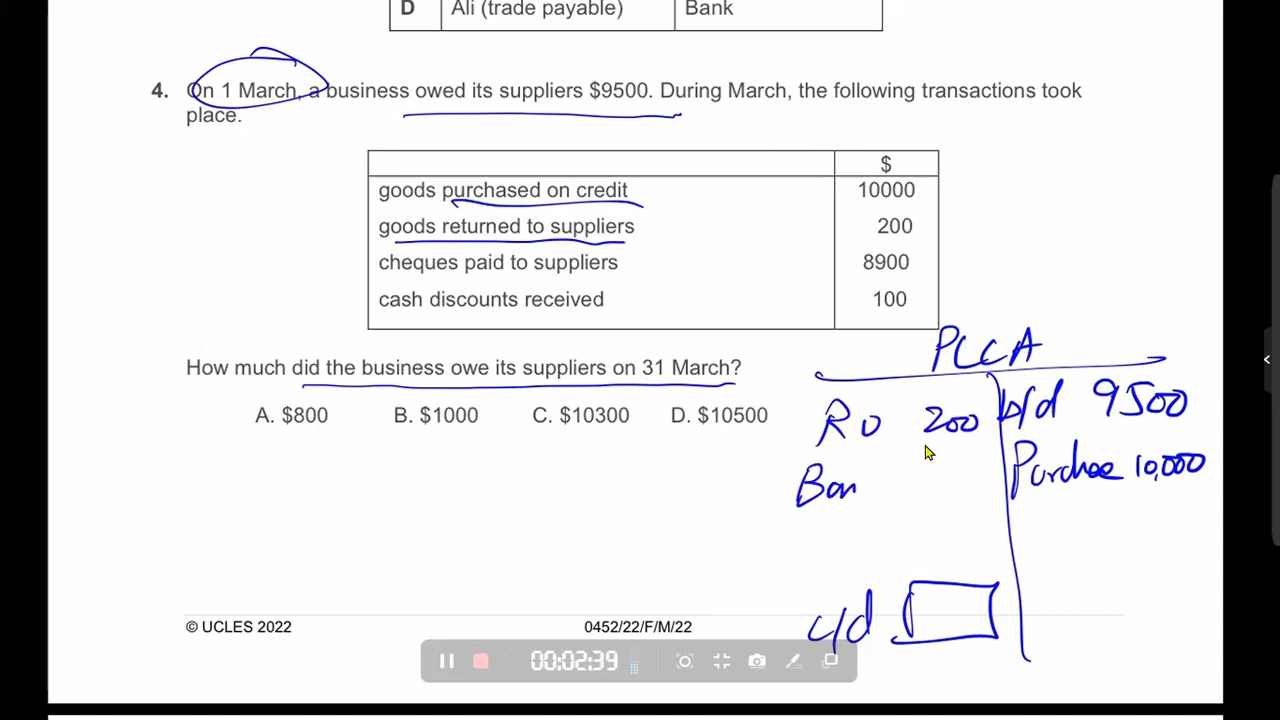 D Ali (trade payable) Bank
4. On 1 March, a business owed its suppliers $9500. During March, the following transactions took
place.
$
goods purchased on credit 10000
goods returned to suppliers 200
cheques paid to suppliers 8900
cash discounts received 100
PLCA
How much did the business owe its suppliers on 31 March?
A. $800 B. $1000 C. $10300 D. $10500
b/d 9500
RO 200
Purchase 10,000
Ban
c/d
© UCLES 2022 0452/22/F/M/22
00:02:39